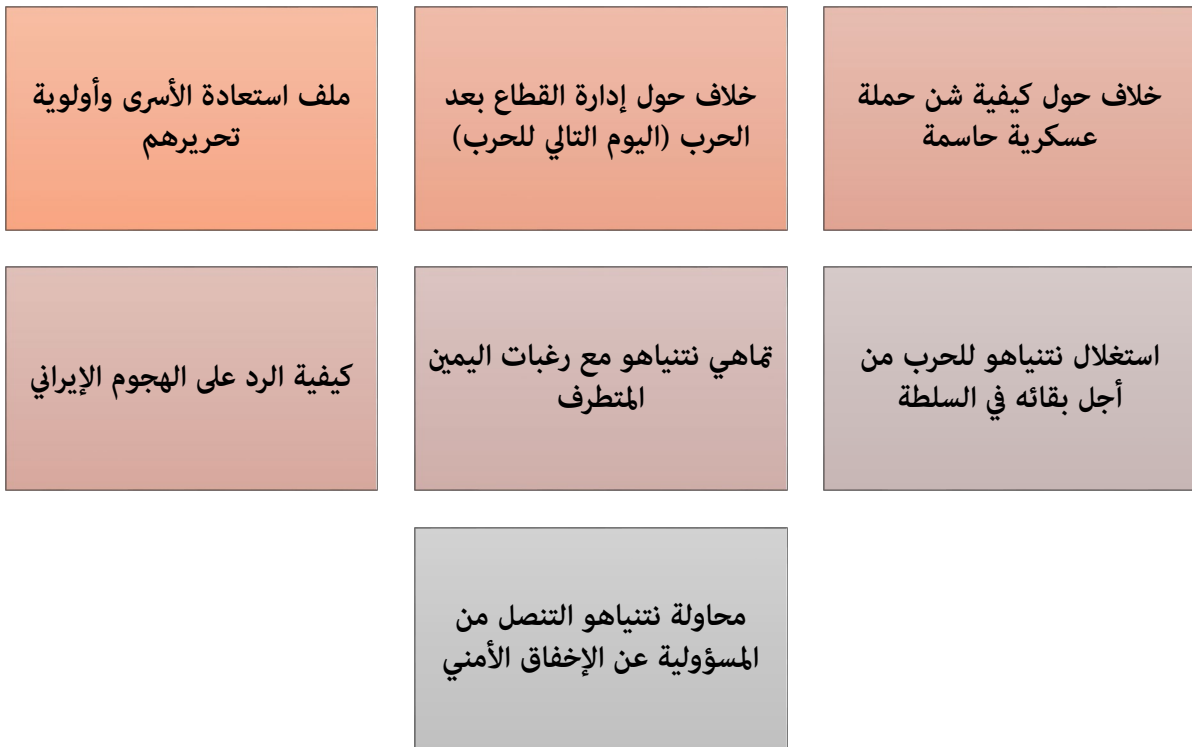 خلاف حول كيفية شن حملة
عسكرية حاسمة
خلاف حول إدارة القطاع بعد
الحرب (اليوم التالي للحرب)
ملف استعادة الأسرى وأولوية
تحريرهم
استغلال نتنياهو للحرب من
أجل بقائه في السلطة
تماهي نتنياهو مع رغبات اليمين
المتطرف
كيفية الرد على الهجوم الإيراني
محاولة نتنياهو التنصل من
المسؤولية عن الإخفاق الأمني